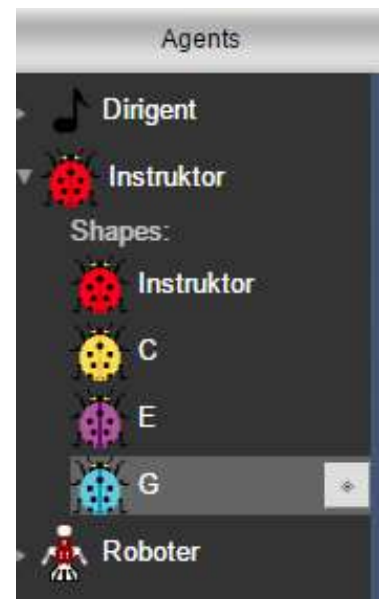 Agents
Dirigent
Instruktor
Shapes:
Instruktor
C
E
G
Roboter